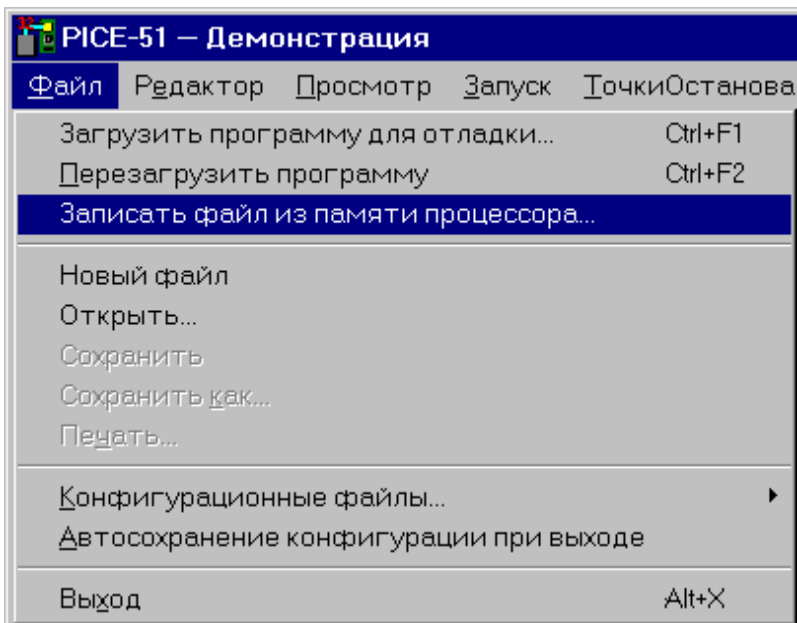 PICE-51 — Демонстрация
Файл Редактор Просмотр Запуск ТочкиОстанова
Загрузить программу для отладки... Ctrl+F1
Перезагрузить программу Ctrl+F2
Записать файл из памяти процессора...
Новый файл
Открыть...
Сохранить
Сохранить как...
Печать...
Конфигурационные файлы...
Автосохранение конфигурации при выходе
Выход Alt+X